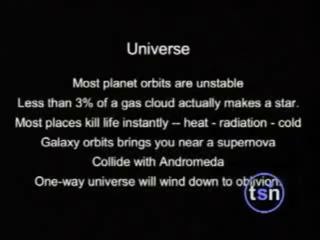 Universe
Most planet orbits are unstable
Less than 3% of a gas cloud actually makes a star.
Most places kill life instantly -- heat - radiation - cold
Galaxy orbits brings you near a supernova
Collide with Andromeda
One-way universe will wind down to oblivion.
tsn